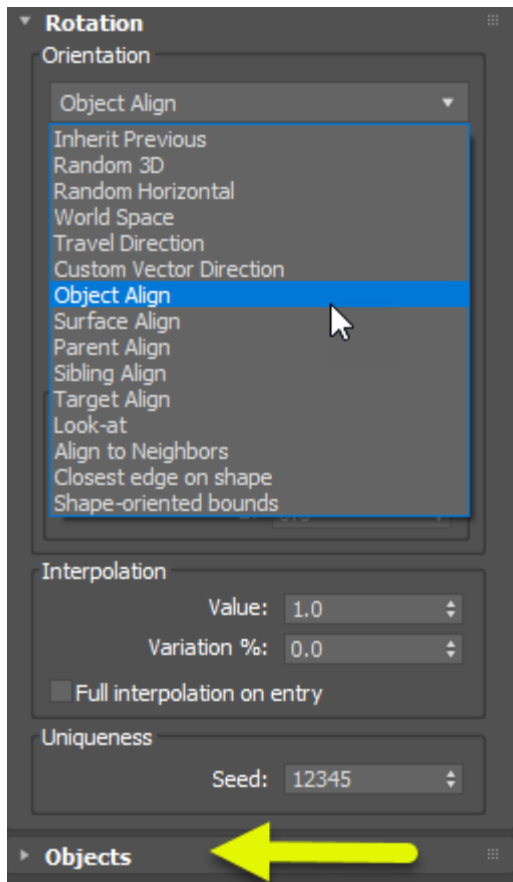 Rotation
Orientation
Object Align
Inherit Previous
Random 3D
Random Horizontal
World Space
Travel Direction
Custom Vector Direction
Object Align
Surface Align
Parent Align
Sibling Align
Target Align
Look-at
Align to Neighbors
Closest edge on shape
Shape-oriented bounds
Interpolation
Value: 1.0
Variation %: 0.0
Full interpolation on entry
Uniqueness
Seed: 12345
Objects